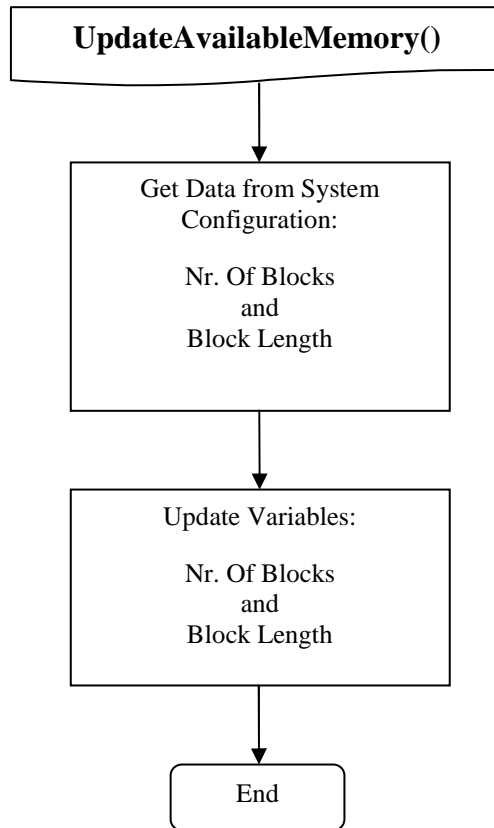 UpdateAvailableMemory()
Get Data from System
Configuration:
Nr. Of Blocks
and
Block Length
Update Variables:
Nr. Of Blocks
and
Block Length
End